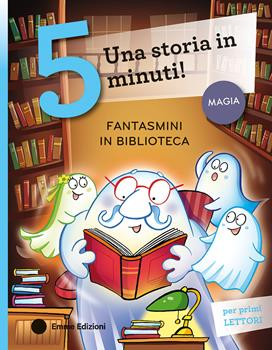 5
Una storia in
minuti!
MAGIA
FANTASMINI
IN BIBLIOTECA
per primi
LETTORI
Emme Edizioni